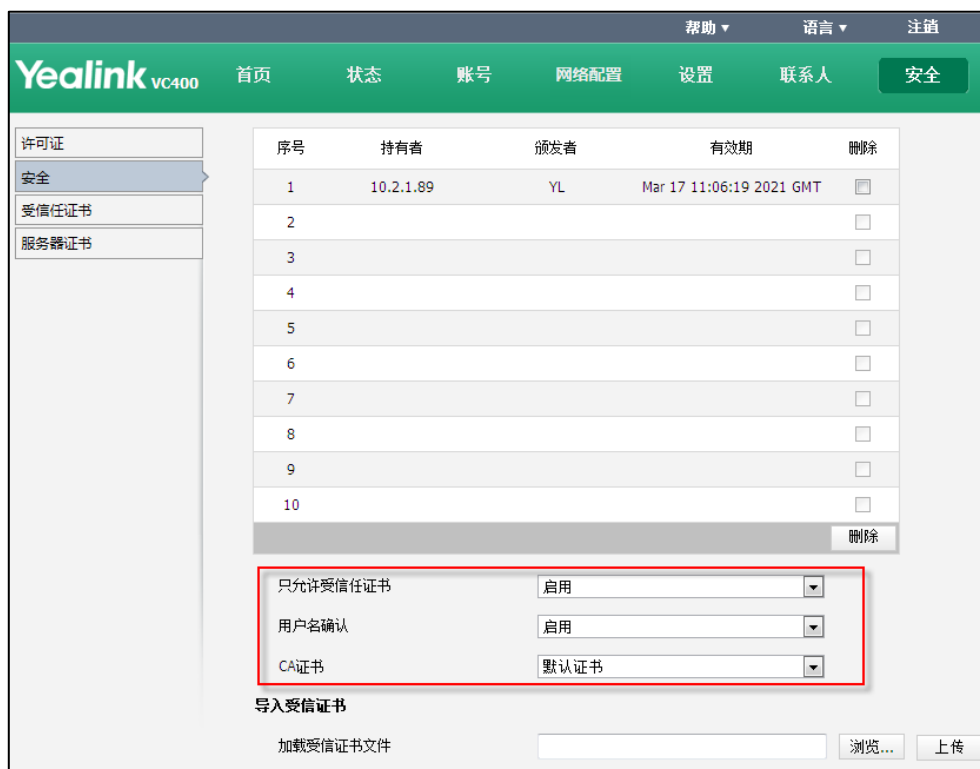 帮助 ▼ 语言 ▼ 注销
Yealink VC400 首页 状态 账号 网络配置 设置 联系人 安全
许可证
安全
受信任证书
服务器证书
序号 持有者 颁发者 有效期 删除
1 10.2.1.89 YL Mar 17 11:06:19 2021 GMT
2
3
4
5
6
7
8
9
10
删除
只允许受信任证书 启用
用户名确认 启用
CA证书 默认证书
导入受信证书
加载受信证书文件 浏览... 上传